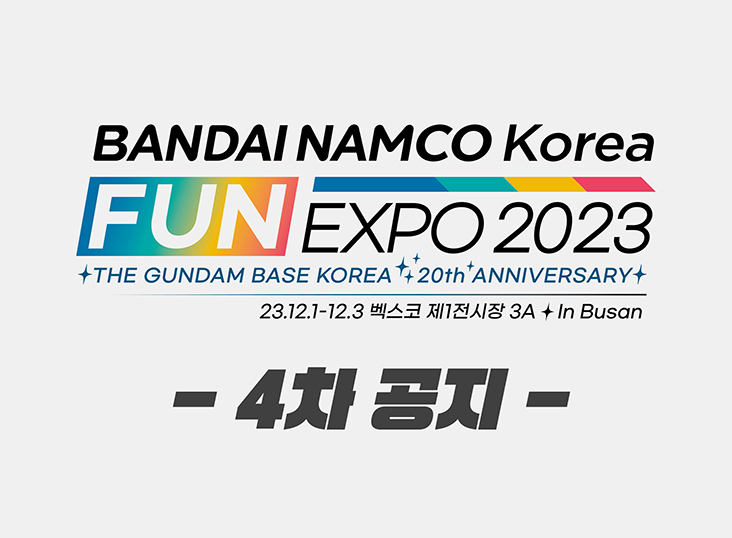 BANDAI NAMCO Korea
FUN EXPO 2023
THE GUNDAM BASE KOREA 20th ANNIVERSARY
23.12.1-12.3 벡스코 제1전시장 3A In Busan
- 4차 공지 -